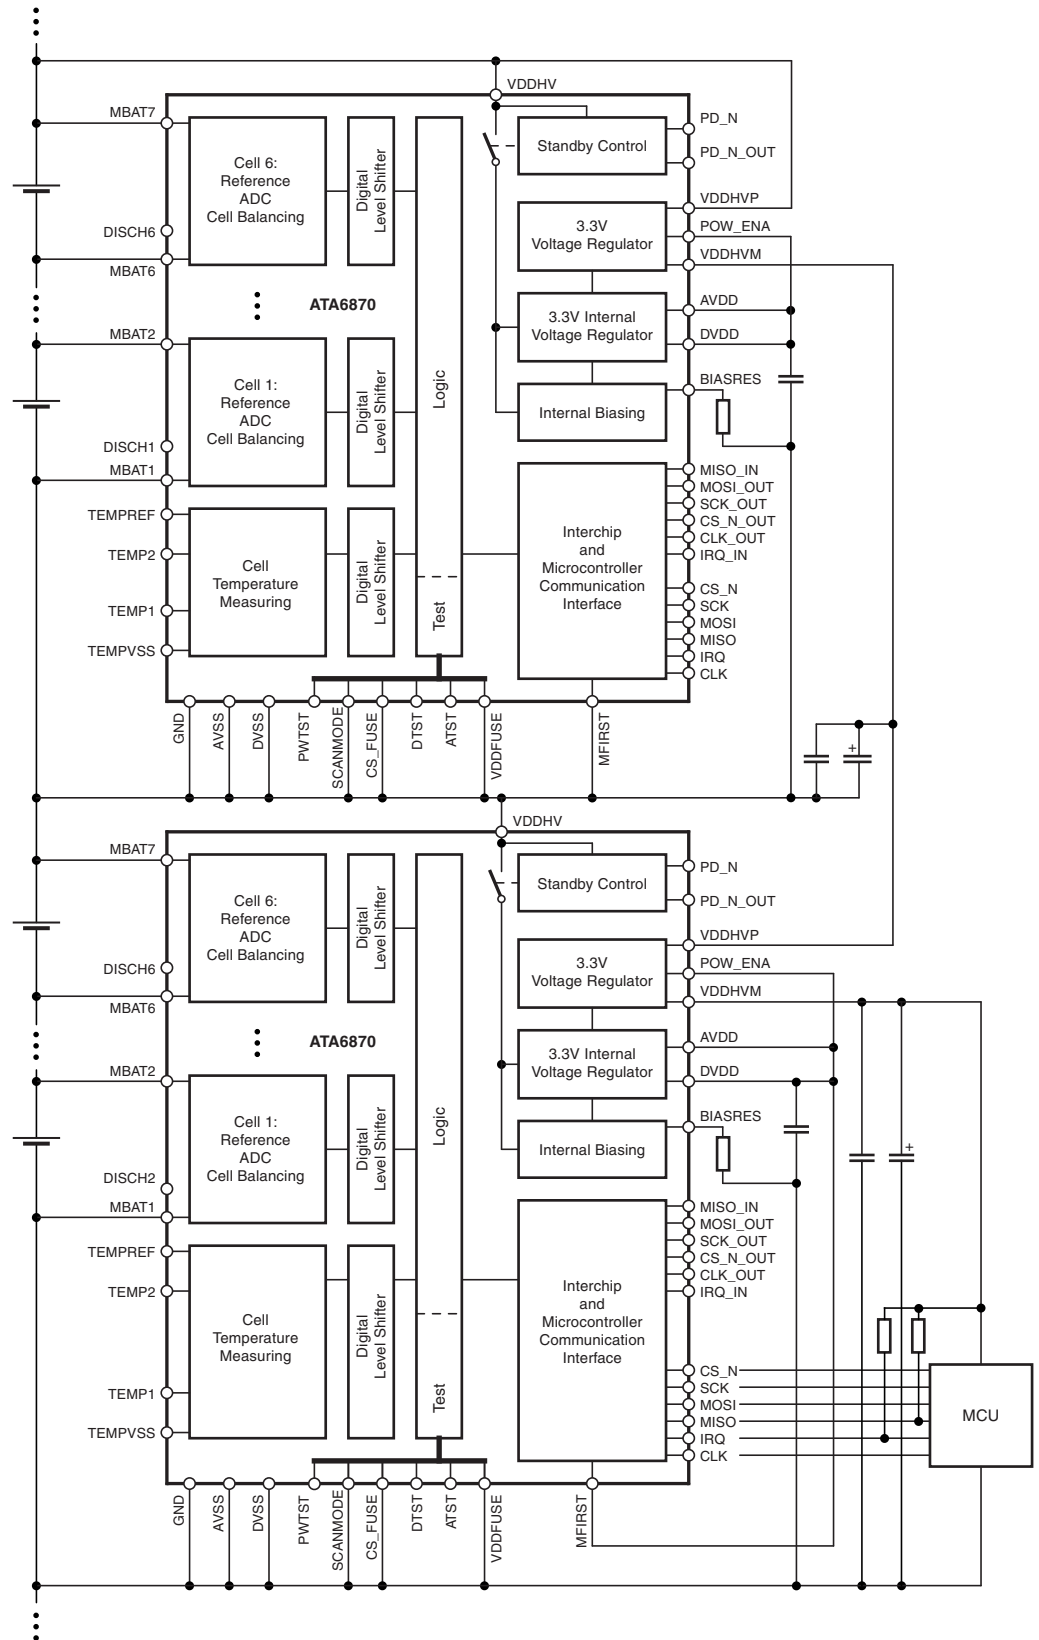 VDDHV
MBAT7
PD_N
Standby Control
Cell 6:
Reference
ADC
Cell Balancing
Digital
Level Shifter
PD_N_OUT
VDDHVP
3.3V
Voltage Regulator
POW_ENA
DISCH6
VDDHVM
MBAT6
ATA6870
AVDD
3.3V Internal
Voltage Regulator
MBAT2
DVDD
Cell 1:
Reference
ADC
Cell Balancing
Digital
Level Shifter
Logic
BIASRES
Internal Biasing
DISCH1
MBAT1
MISO_IN
MOSI_OUT
SCK_OUT
CS_N_OUT
CLK_OUT
IRQ_IN
TEMPREF
TEMP2
Cell
Temperature
Measuring
Digital
Level Shifter
Test
Interchip
and
Microcontroller
Communication
Interface
CS_N
SCK
MOSI
MISO
IRQ
CLK
TEMP1
TEMPVSS
GND
AVSS
DVSS
PWTST
SCANMODE
CS_FUSE
DTST
ATST
VDDFUSE
MFIRST
+
VDDHV
MBAT7
PD_N
Standby Control
Cell 6:
Reference
ADC
Cell Balancing
Digital
Level Shifter
PD_N_OUT
VDDHVP
3.3V
Voltage Regulator
POW_ENA
DISCH6
VDDHVM
MBAT6
ATA6870
AVDD
3.3V Internal
Voltage Regulator
MBAT2
DVDD
Cell 1:
Reference
ADC
Cell Balancing
Digital
Level Shifter
Logic
BIASRES
Internal Biasing
+
DISCH2
MBAT1
MISO_IN
MOSI_OUT
SCK_OUT
CS_N_OUT
CLK_OUT
IRQ_IN
TEMPREF
TEMP2
Cell
Temperature
Measuring
Digital
Level Shifter
Test
Interchip
and
Microcontroller
Communication
Interface
CS_N
SCK
MOSI
MISO
IRQ
CLK
MCU
TEMP1
TEMPVSS
GND
AVSS
DVSS
PWTST
SCANMODE
CS_FUSE
DTST
ATST
VDDFUSE
MFIRST